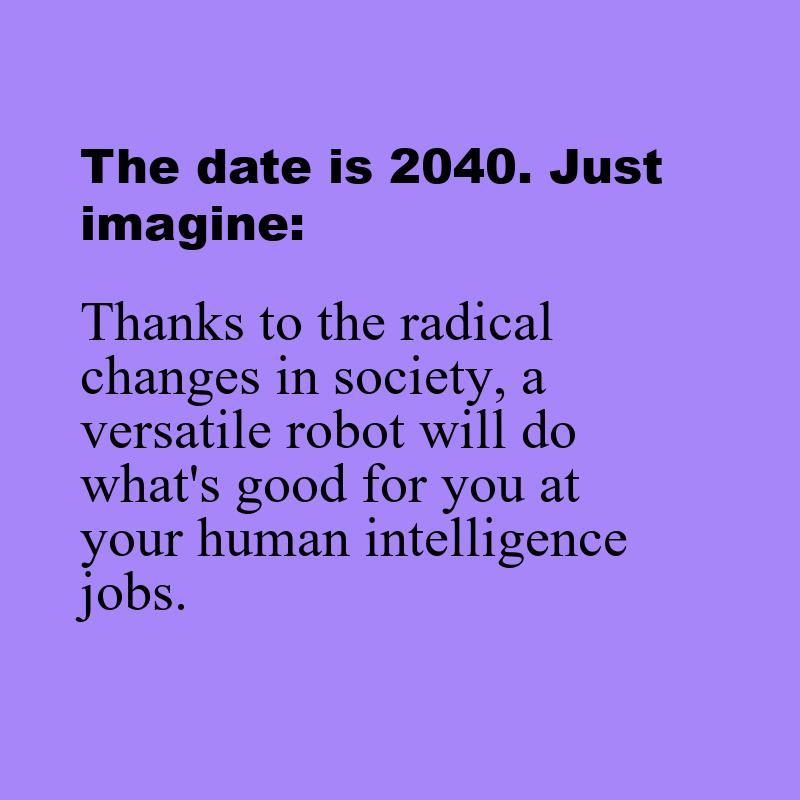 The date is 2040. Just
imagine:
Thanks to the radical
changes in society, a
versatile robot will do
what's good for you at
your human intelligence
jobs.